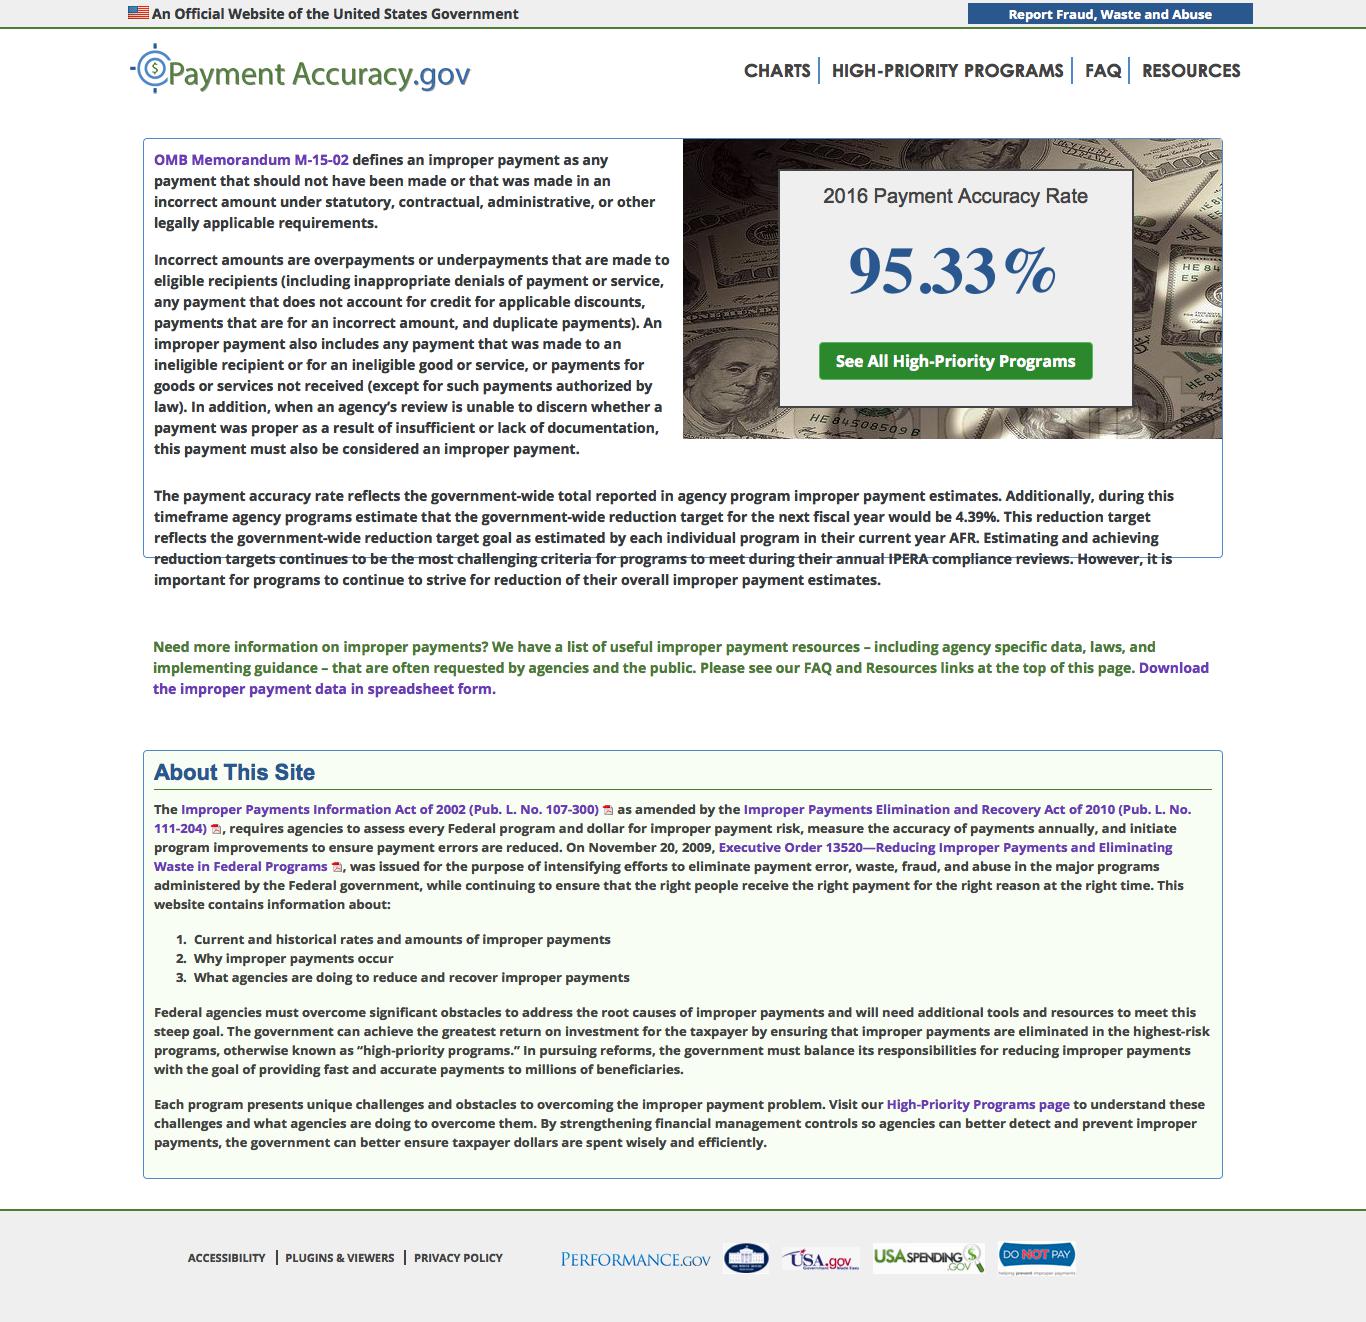 An Official Website of the United States Government
Report Fraud, Waste and Abuse
Payment Accuracy.gov
CHARTS
HIGH-PRIORITY PROGRAMS
FAQ
RESOURCES
OMB Memorandum M-15-02 defines an improper payment as any
payment that should not have been made or that was made in an
incorrect amount under statutory, contractual, administrative, or other
legally applicable requirements.
Incorrect amounts are overpayments or underpayments that are made to
eligible recipients (including inappropriate denials of payment or service,
any payment that does not account for credit for applicable discounts,
payments that are for an incorrect amount, and duplicate payments). An
improper payment also includes any payment that was made to an
ineligible recipient or for an ineligible good or service, or payments for
goods or services not received (except for such payments authorized by
law). In addition, when an agency’s review is unable to discern whether a
payment was proper as a result of insufficient or lack of documentation,
this payment must also be considered an improper payment.
2016 Payment Accuracy Rate
95.33%
See All High-Priority Programs
HE 84508509 B
The payment accuracy rate reflects the government-wide total reported in agency program improper payment estimates. Additionally, during this
timeframe agency programs estimate that the government-wide reduction target for the next fiscal year would be 4.39%. This reduction target
reflects the government-wide reduction target goal as estimated by each individual program in their current year AFR. Estimating and achieving
reduction targets continues to be the most challenging criteria for programs to meet during their annual IPERA compliance reviews. However, it is
important for programs to continue to strive for reduction of their overall improper payment estimates.
Need more information on improper payments? We have a list of useful improper payment resources – including agency specific data, laws, and
implementing guidance – that are often requested by agencies and the public. Please see our FAQ and Resources links at the top of this page. Download
the improper payment data in spreadsheet form.
About This Site
The Improper Payments Information Act of 2002 (Pub. L. No. 107-300) as amended by the Improper Payments Elimination and Recovery Act of 2010 (Pub. L. No.
111-204) , requires agencies to assess every Federal program and dollar for improper payment risk, measure the accuracy of payments annually, and initiate
program improvements to ensure payment errors are reduced. On November 20, 2009, Executive Order 13520—Reducing Improper Payments and Eliminating
Waste in Federal Programs , was issued for the purpose of intensifying efforts to eliminate payment error, waste, fraud, and abuse in the major programs
administered by the Federal government, while continuing to ensure that the right people receive the right payment for the right reason at the right time. This
website contains information about:
1. Current and historical rates and amounts of improper payments
2. Why improper payments occur
3. What agencies are doing to reduce and recover improper payments
Federal agencies must overcome significant obstacles to address the root causes of improper payments and will need additional tools and resources to meet this
steep goal. The government can achieve the greatest return on investment for the taxpayer by ensuring that improper payments are eliminated in the highest-risk
programs, otherwise known as “high-priority programs.” In pursuing reforms, the government must balance its responsibilities for reducing improper payments
with the goal of providing fast and accurate payments to millions of beneficiaries.
Each program presents unique challenges and obstacles to overcoming the improper payment problem. Visit our High-Priority Programs page to understand these
challenges and what agencies are doing to overcome them. By strengthening financial management controls so agencies can better detect and prevent improper
payments, the government can better ensure taxpayer dollars are spent wisely and efficiently.
ACCESSIBILITY
PLUGINS & VIEWERS
PRIVACY POLICY
PERFORMANCE.GOV
USA.gov
Government Made Easy
USASPENDING.GOV
DO NOT PAY
helping prevent improper payments